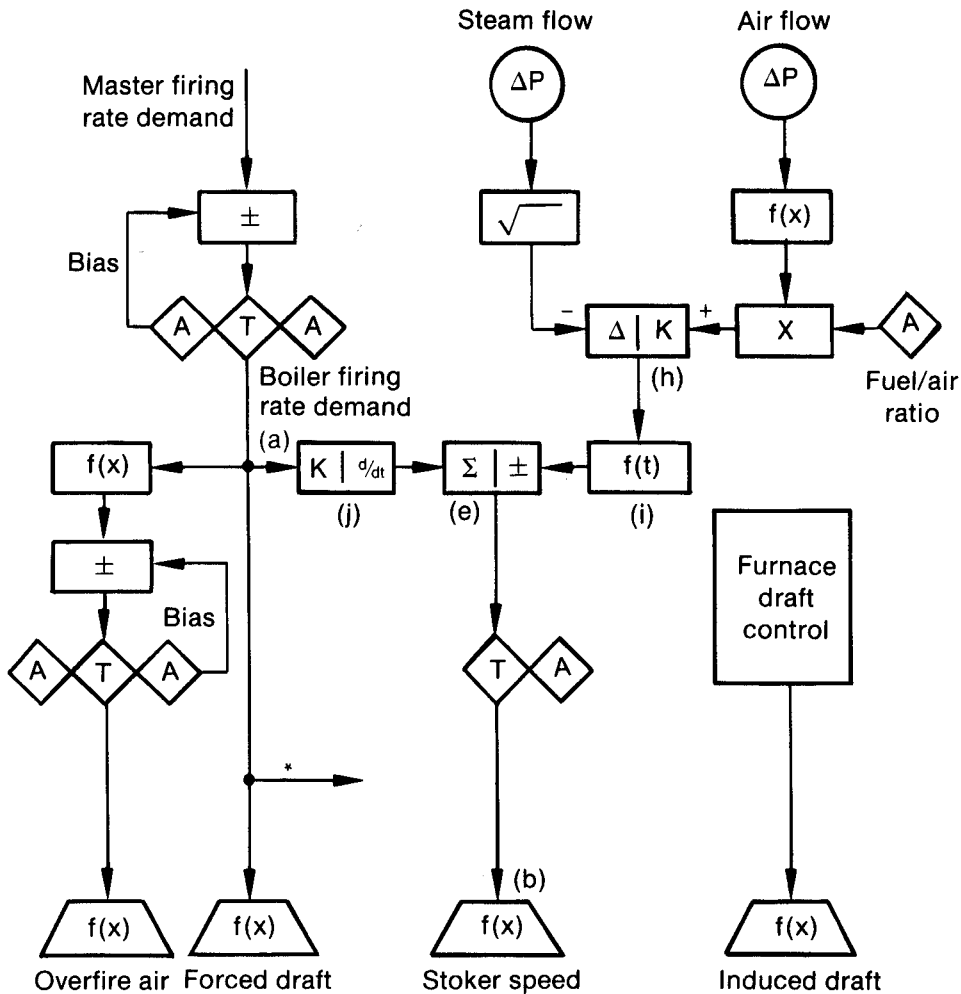 Steam flow
Air flow
ΔP
ΔP
Master firing
rate demand
±
√
f(x)
Bias
A
T
A
−
Δ | K
+
X
A
(h)
Fuel/air
ratio
Boiler firing
rate demand
(a)
f(x)
K | d/dt
Σ | ±
f(t)
(j)
(e)
(i)
±
Bias
Furnace
draft
control
A
T
A
T
A
*
(b)
f(x)
f(x)
f(x)
f(x)
Overfire air
Forced draft
Stoker speed
Induced draft